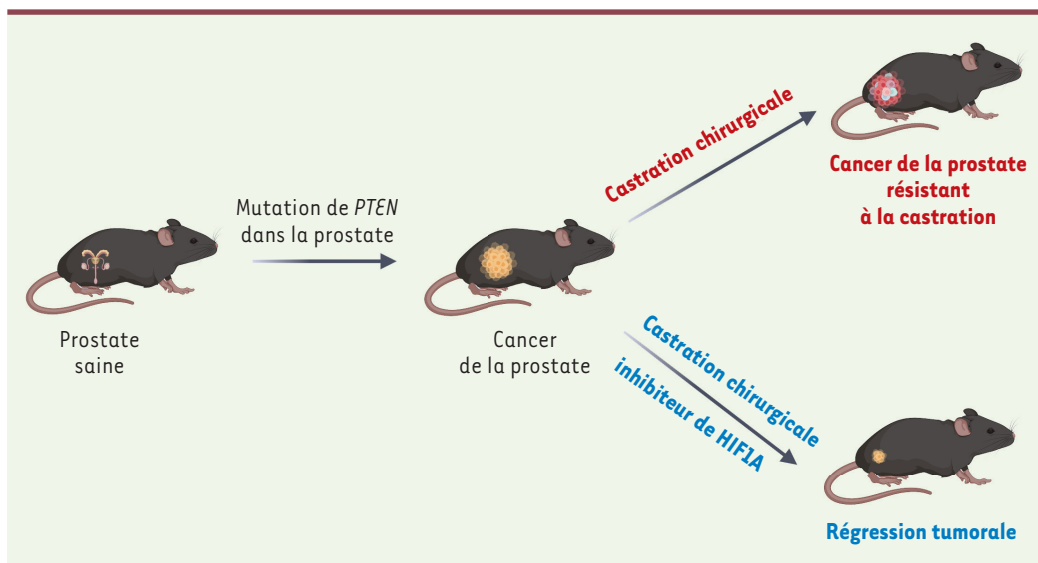 Mutation de PTEN
dans la prostate
Prostate
saine
Cancer
de la prostate
Castration chirurgicale
Cancer de la prostate
résistant
à la castration
Castration chirurgicale
inhibiteur de HIF1A
Régression tumorale